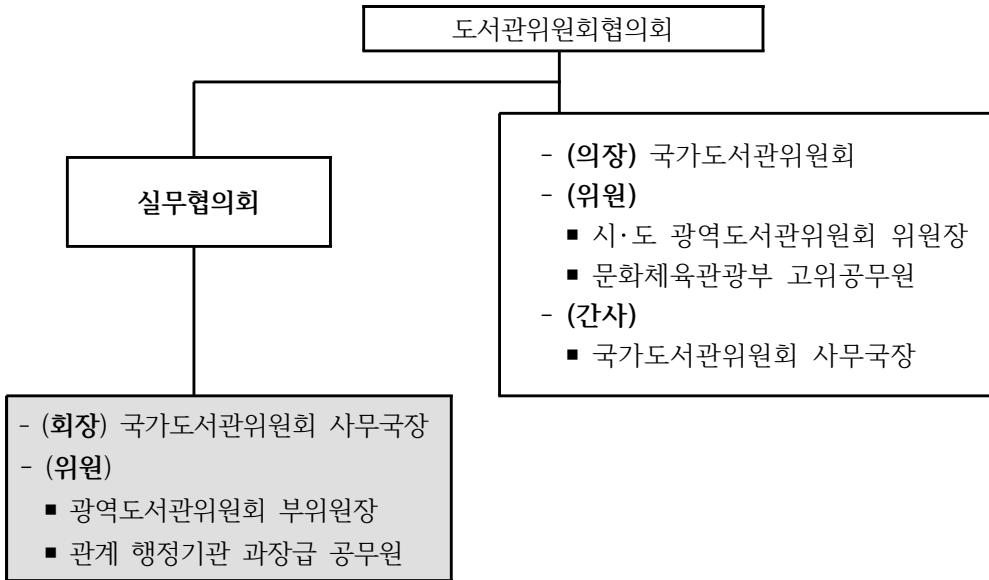 도서관위원회협의회
실무협의회
- (의장) 국가도서관위원회
- (위원)
▪ 시·도 광역도서관위원회 위원장
▪ 문화체육관광부 고위공무원
- (간사)
▪ 국가도서관위원회 사무국장
- (회장) 국가도서관위원회 사무국장
- (위원)
▪ 광역도서관위원회 부위원장
▪ 관계 행정기관 과장급 공무원